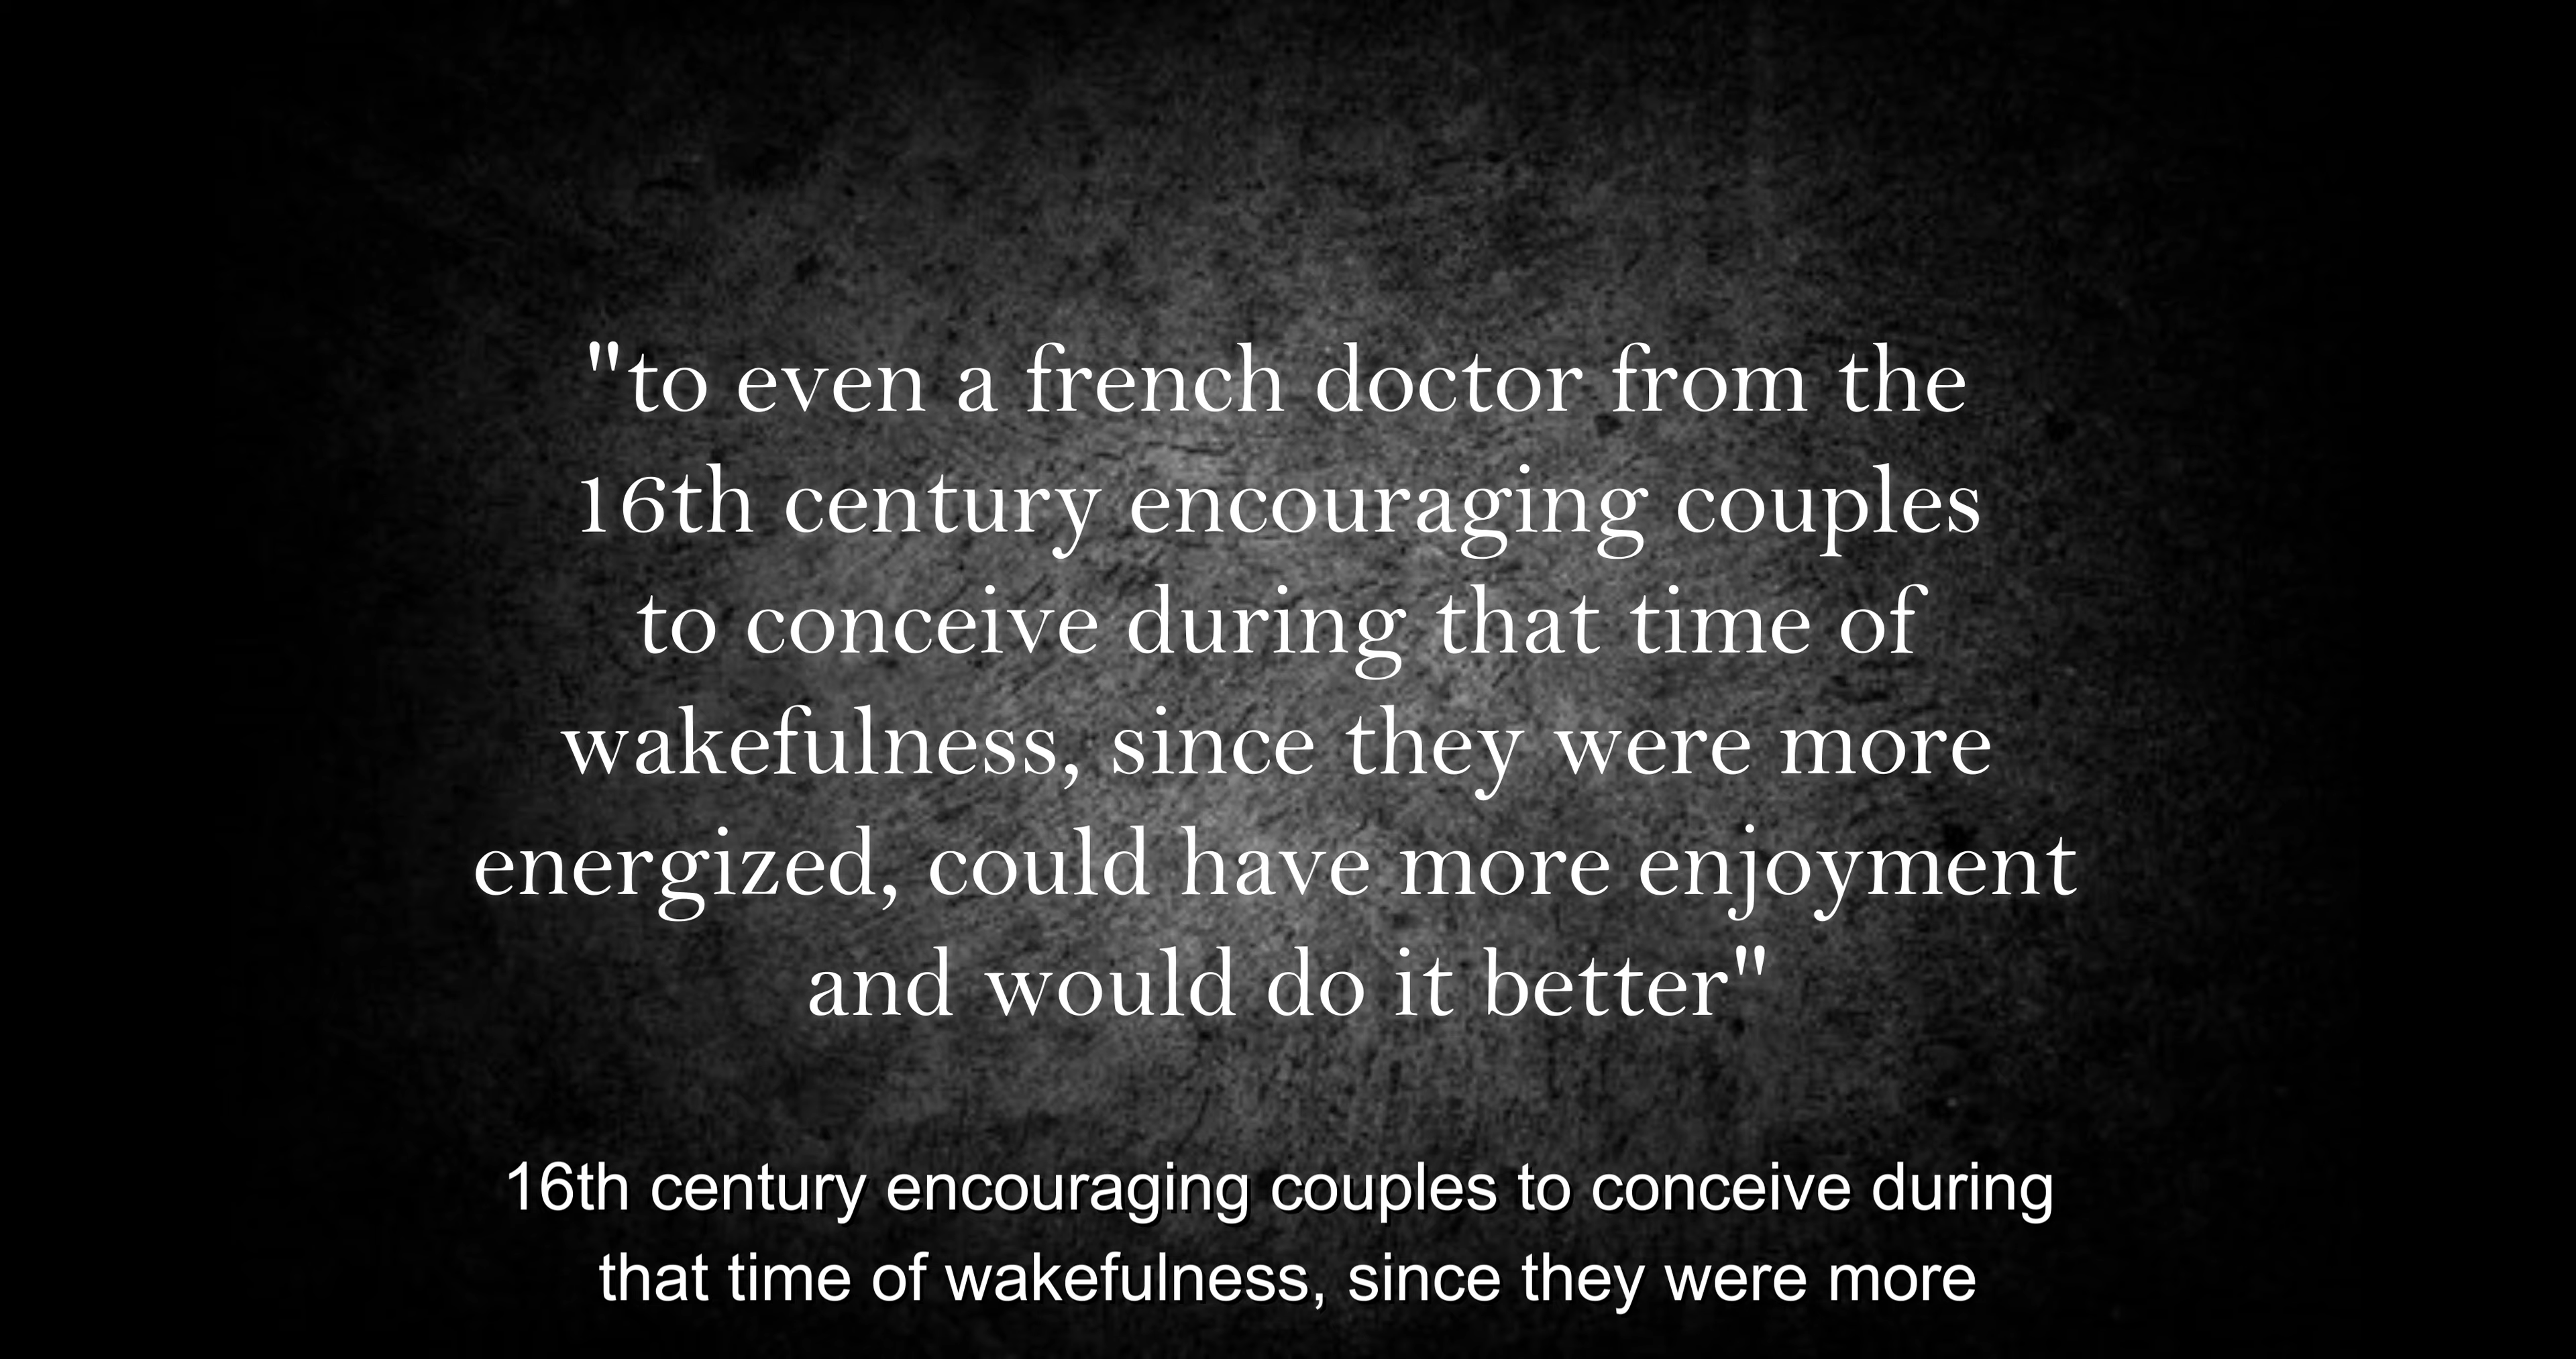 "to even a french doctor from the
16th century encouraging couples
to conceive during that time of
wakefulness, since they were more
energized, could have more enjoyment
and would do it better"
16th century encouraging couples to conceive during
that time of wakefulness, since they were more